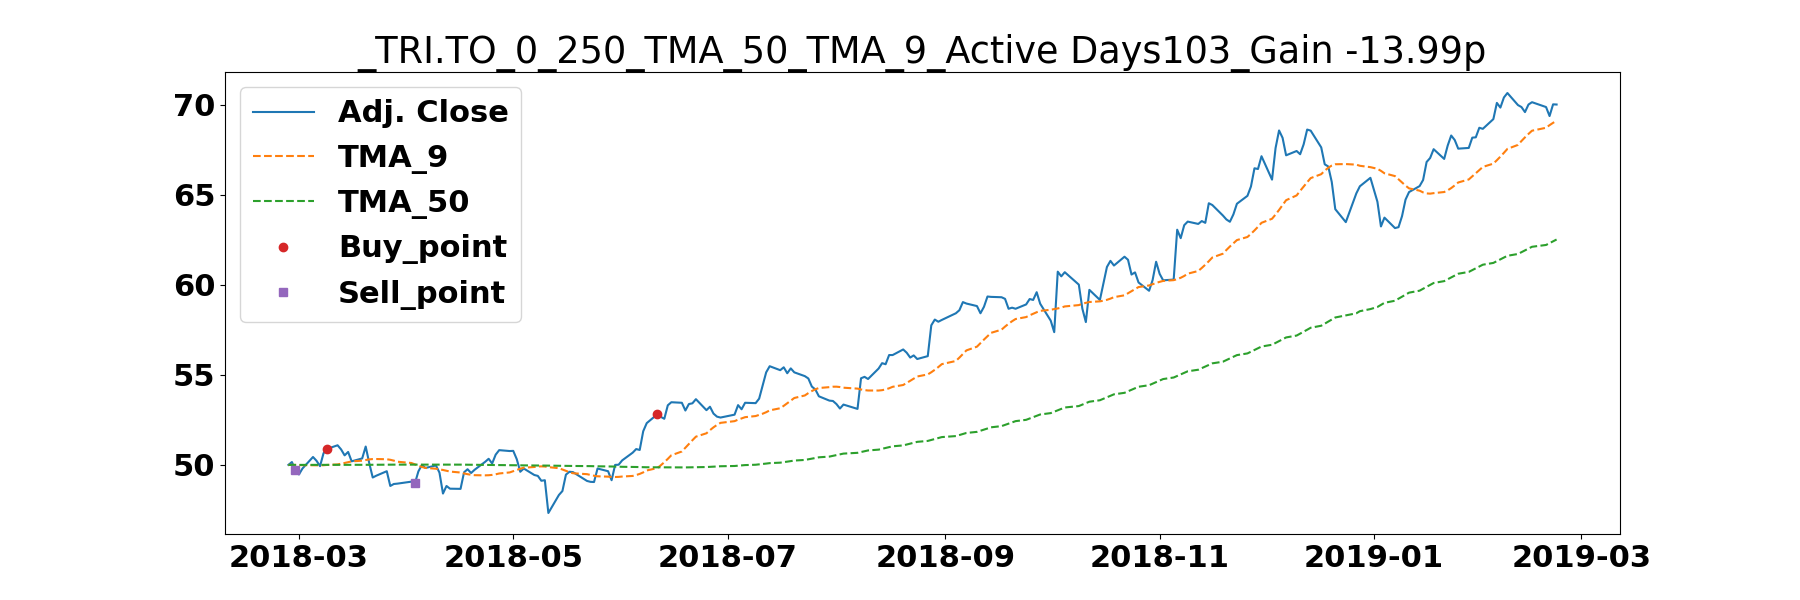 _TRI.TO_0_250_TMA_50_TMA_9_Active Days103_Gain -13.99p
70
65
60
55
50
Adj. Close
TMA_9
TMA_50
Buy_point
Sell_point
2018-03 2018-05 2018-07 2018-09 2018-11 2019-01 2019-03